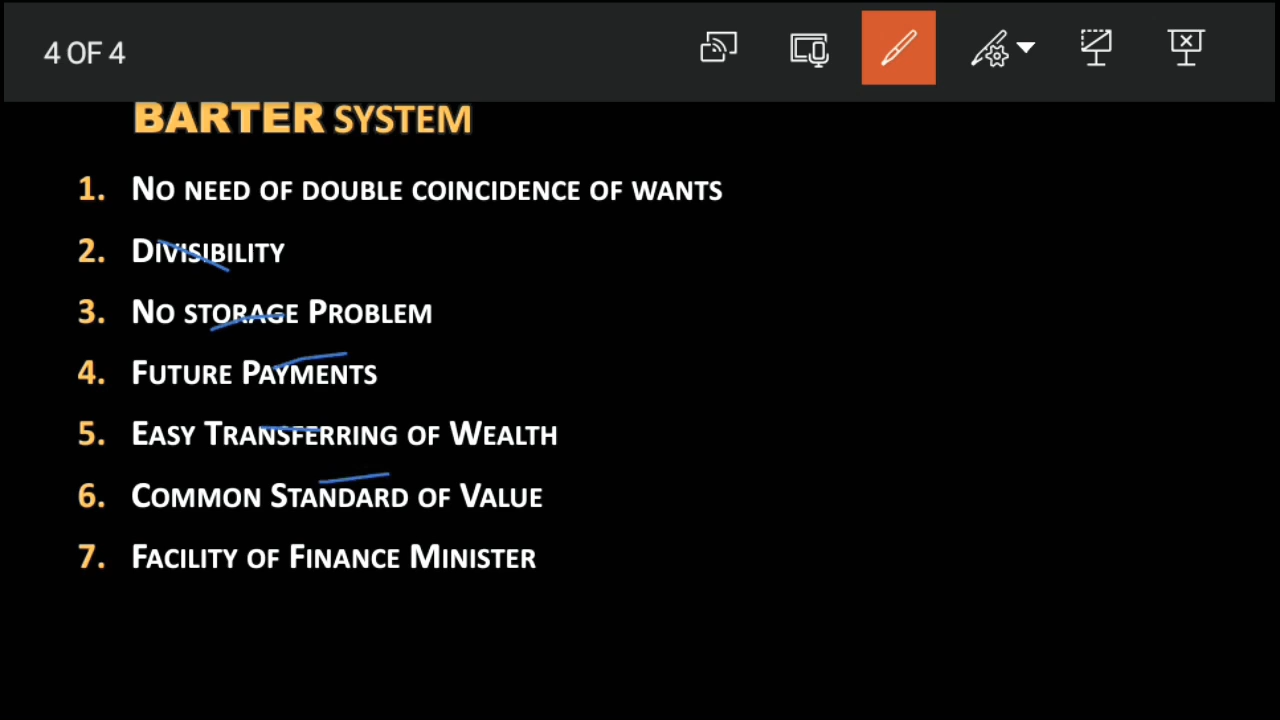 4 OF 4
BARTER SYSTEM
1. NO NEED OF DOUBLE COINCIDENCE OF WANTS
2. DIVISIBILITY
3. NO STORAGE PROBLEM
4. FUTURE PAYMENTS
5. EASY TRANSFERRING OF WEALTH
6. COMMON STANDARD OF VALUE
7. FACILITY OF FINANCE MINISTER